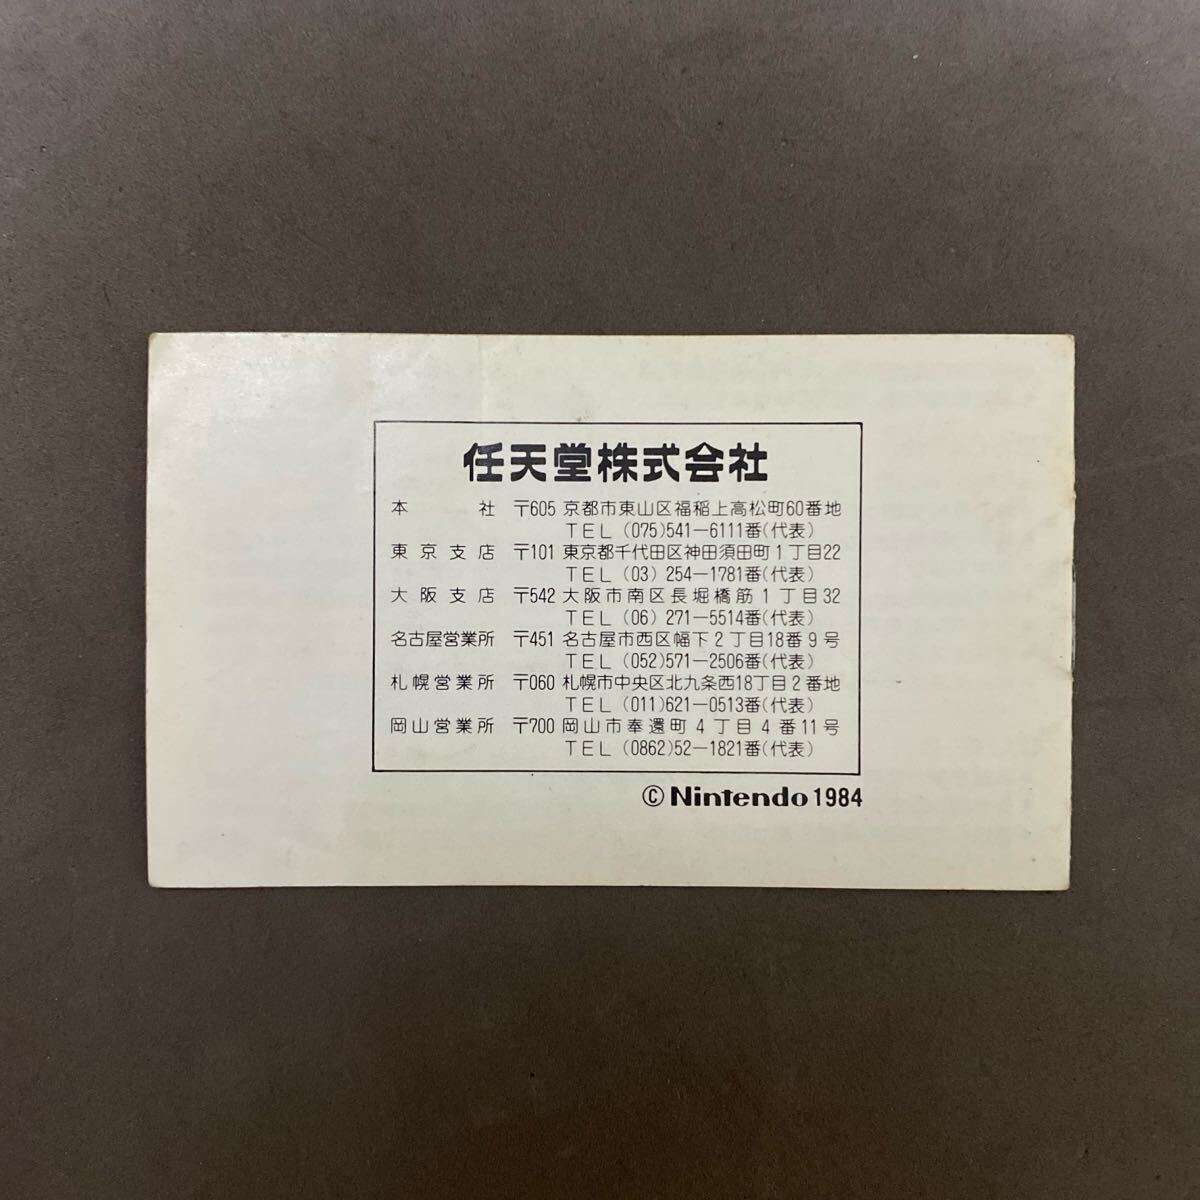 任天堂株式会社
本社 〒605 京都市東山区福稲上高松町60番地
TEL (075)541-6111番(代表)
東京支店 〒101 東京都千代田区神田須田町1丁目22
TEL (03) 254-1781番(代表)
大阪支店 〒542 大阪市南区長堀橋筋1丁目32
TEL (06) 271-5514番(代表)
名古屋営業所 〒451 名古屋市西区幅下2丁目18番9号
TEL (052)571-2506番(代表)
札幌営業所 〒060 札幌市中央区北九条西18丁目2番地
TEL (011)621-0513番(代表)
岡山営業所 〒700 岡山市奉還町4丁目4番11号
TEL (0862)52-1821番(代表)
©Nintendo 1984